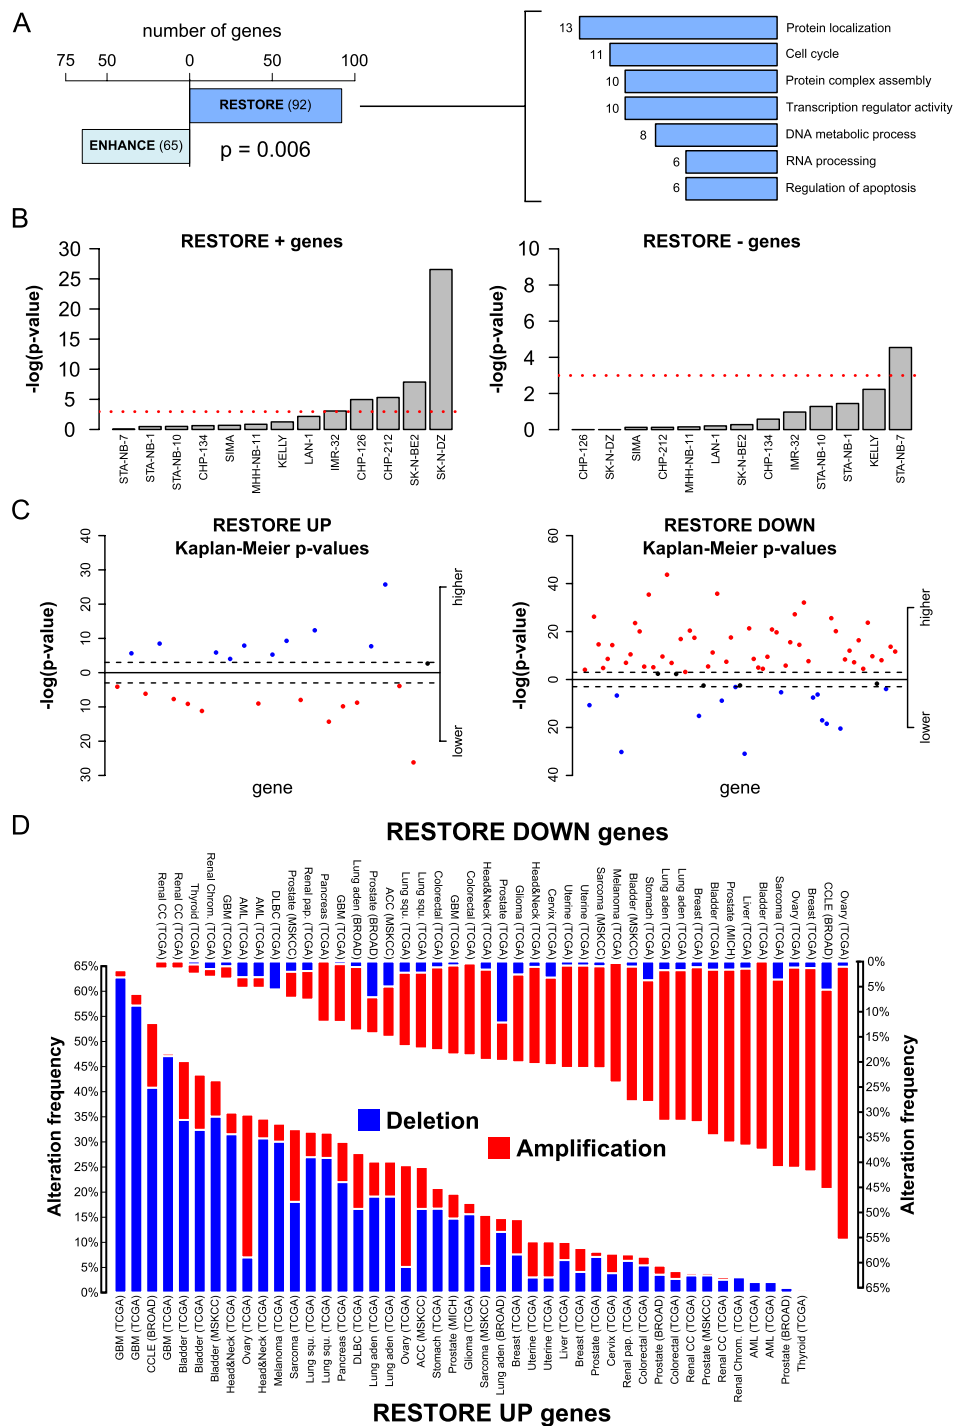 A
number of genes
75 50 0 50 100
RESTORE (92)
ENHANCE (65)
p = 0.006
13 Protein localization
11 Cell cycle
10 Protein complex assembly
10 Transcription regulator activity
8 DNA metabolic process
6 RNA processing
6 Regulation of apoptosis
B
RESTORE + genes
-log(p-value)
30
25
20
15
10
5
0
STA-NB-7
STA-NB-1
STA-NB-10
CHP-134
SIMA
MHH-NB-11
KELLY
LAN-1
IMR-32
CHP-126
CHP-212
SK-N-BE2
SK-N-DZ
RESTORE - genes
-log(p-value)
10
8
6
4
2
0
CHP-126
SK-N-DZ
SIMA
CHP-212
MHH-NB-11
LAN-1
SK-N-BE2
CHP-134
IMR-32
STA-NB-10
STA-NB-1
KELLY
STA-NB-7
C
RESTORE UP
Kaplan-Meier p-values
-log(p-value)
40
30
20
10
0
10
20
30
higher
lower
gene
RESTORE DOWN
Kaplan-Meier p-values
-log(p-value)
60
40
20
0
20
40
higher
lower
gene
D
RESTORE DOWN genes
Renal CC (TCGA)
Renal CC (TCGA)
Thyroid (TCGA)
Renal Chrom. (TCGA)
GBM (TCGA)
AML (TCGA)
AML (TCGA)
DLBC (TCGA)
Prostate (MSKCC)
Renal pap. (TCGA)
Pancreas (TCGA)
GBM (TCGA)
Lung aden (BROAD)
Prostate (BROAD)
ACC (MSKCC)
Lung squ. (TCGA)
Lung squ. (TCGA)
Colorectal (TCGA)
GBM (TCGA)
Colorectal (TCGA)
Head&Neck (TCGA)
Prostate (TCGA)
Glioma (TCGA)
Head&Neck (TCGA)
Cervix (TCGA)
Uterine (TCGA)
Uterine (TCGA)
Sarcoma (MSKCC)
Melanoma (TCGA)
Bladder (MSKCC)
Stomach (TCGA)
Lung aden (TCGA)
Lung aden (TCGA)
Breast (TCGA)
Bladder (TCGA)
Prostate (MICH)
Liver (TCGA)
Bladder (TCGA)
Sarcoma (TCGA)
Ovary (TCGA)
Breast (TCGA)
CCLE (BROAD)
Ovary (TCGA)
Alteration frequency
65%
60%
55%
50%
45%
40%
35%
30%
25%
20%
15%
10%
5%
0%
Deletion
Amplification
0%
5%
10%
15%
20%
25%
30%
35%
40%
45%
50%
55%
60%
65%
Alteration frequency
GBM (TCGA)
GBM (TCGA)
CCLE (BROAD)
GBM (TCGA)
Bladder (TCGA)
Bladder (TCGA)
Bladder (MSKCC)
Head&Neck (TCGA)
Ovary (TCGA)
Head&Neck (TCGA)
Melanoma (TCGA)
Sarcoma (TCGA)
Lung squ. (TCGA)
Lung squ. (TCGA)
Pancreas (TCGA)
DLBC (TCGA)
Lung aden (TCGA)
Lung aden (TCGA)
Ovary (TCGA)
ACC (MSKCC)
Stomach (TCGA)
Prostate (MICH)
Glioma (TCGA)
Sarcoma (MSKCC)
Lung aden (BROAD)
Breast (TCGA)
Uterine (TCGA)
Uterine (TCGA)
Liver (TCGA)
Breast (TCGA)
Prostate (TCGA)
Cervix (TCGA)
Renal pap. (TCGA)
Colorectal (TCGA)
Prostate (BROAD)
Colorectal (TCGA)
Renal CC (TCGA)
Prostate (MSKCC)
Renal CC (TCGA)
Renal Chrom. (TCGA)
AML (TCGA)
AML (TCGA)
Prostate (BROAD)
Thyroid (TCGA)
RESTORE UP genes